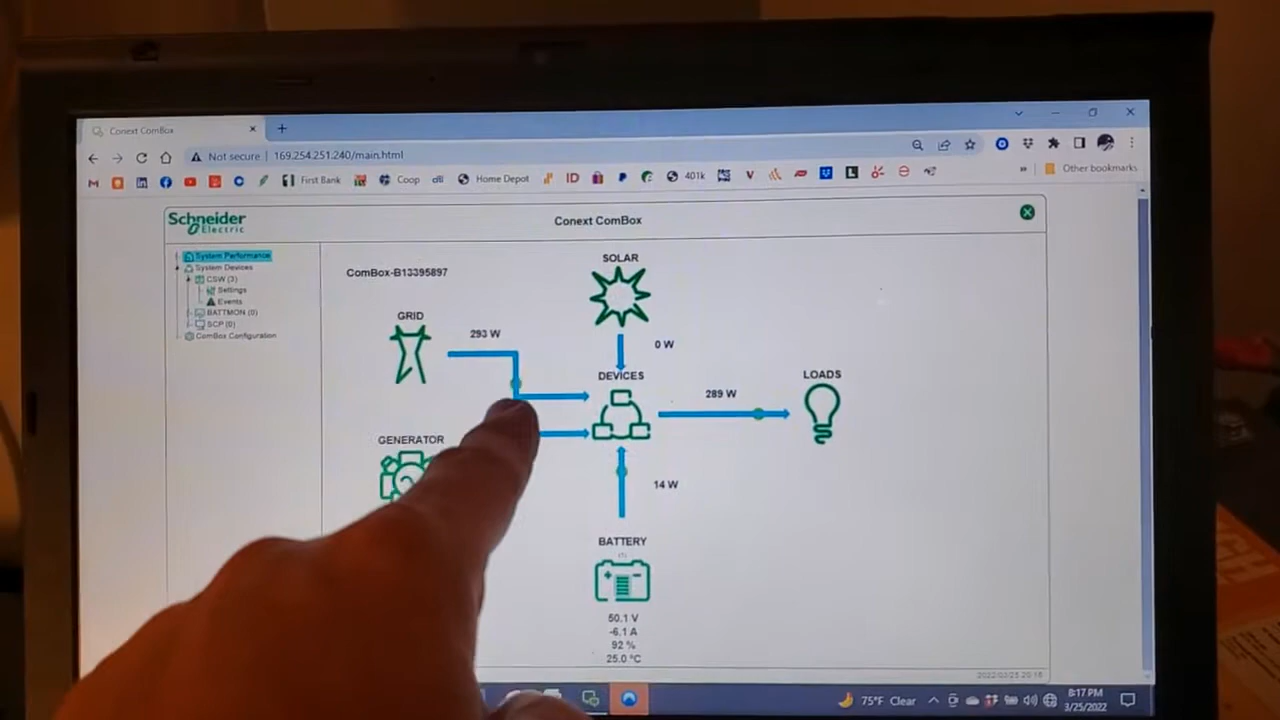 Conext ComBox
Not secure 169.254.251.240/main.html
First Bank Coop Home Depot ID 401k Other bookmarks
Schneider Electric
Conext ComBox
System Performance
System Devices
CSW (3)
Settings
Events
BATTMON (0)
SCP (0)
ComBox Configuration
ComBox-B13395897
SOLAR
GRID
293 W
0 W
DEVICES
LOADS
289 W
GENERATOR
14 W
BATTERY
50.1 V
-6.1 A
92 %
25.0 °C
75°F Clear
8:17 PM
3/25/2022